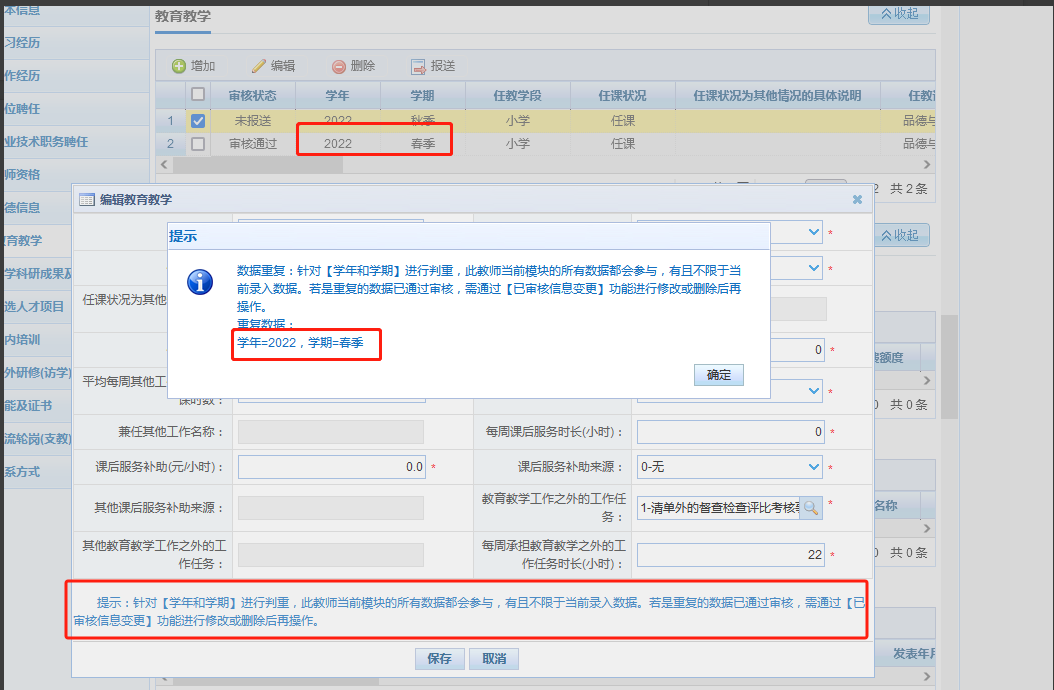 本信息
教育教学
收起
习经历
作经历
增加 编辑 删除 报送
位聘任
审核状态 学年 学期 任教学段 任课状况 任课状况为其他情况的具体说明 任教
1 未报送 2022 秋季 小学 任课 品德与
业技术职务聘任
2 审核通过 2022 春季 小学 任课 品德与
师资格
2 共 2 条
编辑教育教学
德信息
提示
育教学
收起
数据重复：针对【学年和学期】进行判重，此教师当前模块的所有数据都会参与，有且不限于当
前录入数据。若是重复的数据已通过审核，需通过【已审核信息变更】功能进行修改或删除后再
操作。
重复数据：
学年=2022，学期=春季
学科研成果及
任课状况为其他
选人才项目
内培训
0 *
额度
外研修(访学)
确定
平均每周其他工
课时数：
能及证书
0 共 0 条
流轮岗(支教)
兼任其他工作名称：
每周课后服务时长(小时)： 0 *
系方式
课后服务补助(元/小时)： 0.0 *
课后服务补助来源： 0-无 *
其他课后服务补助来源：
教育教学工作之外的工作任
务： 1-清单外的督查检查评比考核事 *
名称
其他教育教学工作之外的工
作任务：
每周承担教育教学之外的工
作任务时长(小时)： 22 *
0 共 0 条
提示：针对【学年和学期】进行判重，此教师当前模块的所有数据都会参与，有且不限于当前录入数据。若是重复的数据已通过审核，需通过【已
审核信息变更】功能进行修改或删除后再操作。
保存 取消
发表年月